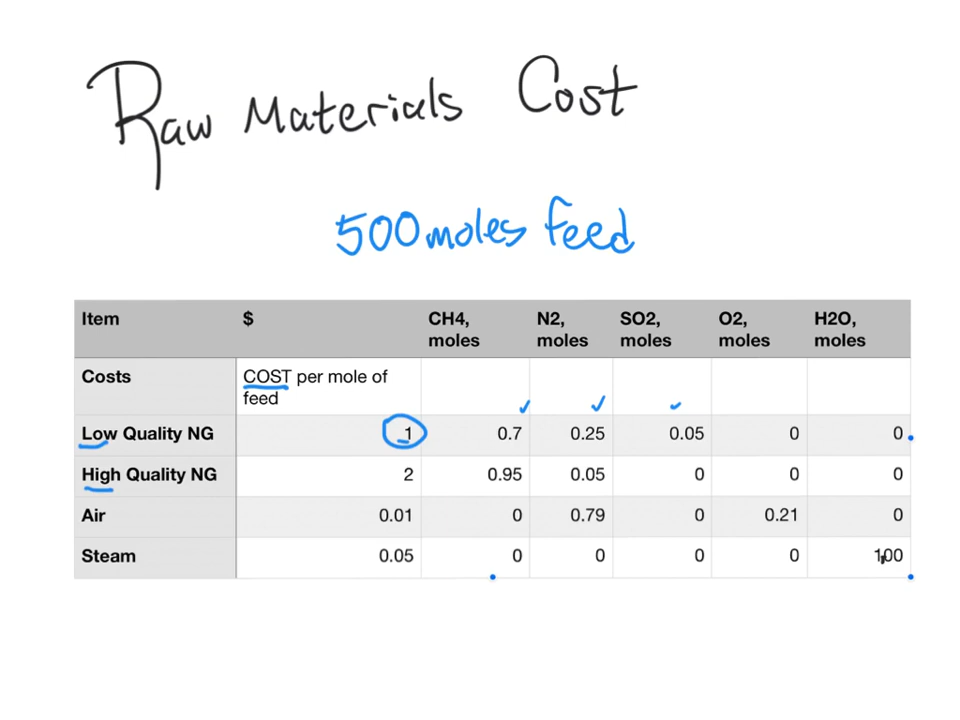 Raw Materials Cost
500 moles feed
Item $ CH4, moles N2, moles SO2, moles O2, moles H2O, moles
Costs COST per mole of feed
Low Quality NG 1 0.7 0.25 0.05 0 0
High Quality NG 2 0.95 0.05 0 0 0
Air 0.01 0 0.79 0 0.21 0
Steam 0.05 0 0 0 0 1.00